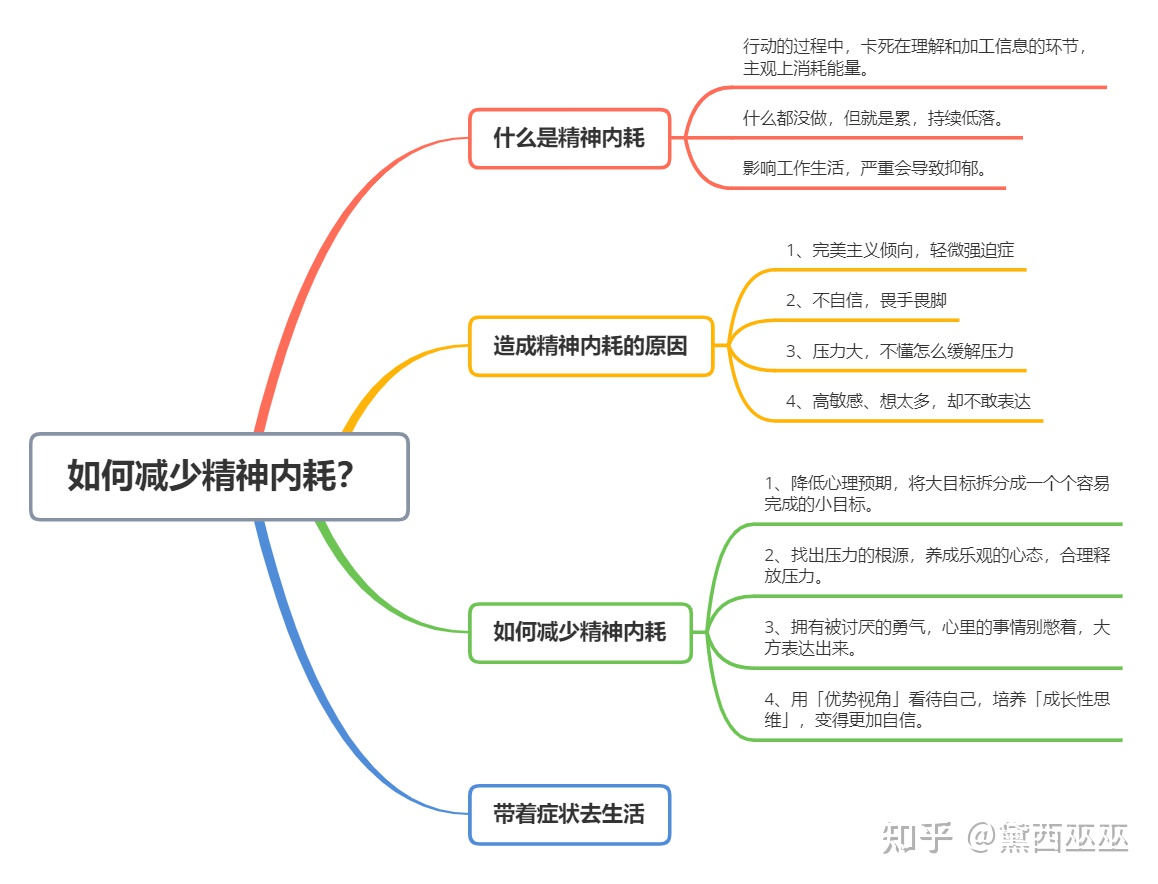 行动的过程中，卡死在理解和加工信息的环节，
主观上消耗能量。
什么是精神内耗
什么都没做，但就是累，持续低落。
影响工作生活，严重会导致抑郁。
1、完美主义倾向，轻微强迫症
2、不自信，畏手畏脚
造成精神内耗的原因
3、压力大，不懂怎么缓解压力
4、高敏感、想太多，却不敢表达
如何减少精神内耗？
1、降低心理预期，将大目标拆分成一个个容易
完成的小目标。
2、找出压力的根源，养成乐观的心态，合理释
放压力。
如何减少精神内耗
3、拥有被讨厌的勇气，心里的事情别憋着，大
方表达出来。
4、用「优势视角」看待自己，培养「成长性思
维」，变得更加自信。
带着症状去生活
知乎 @黛西巫巫